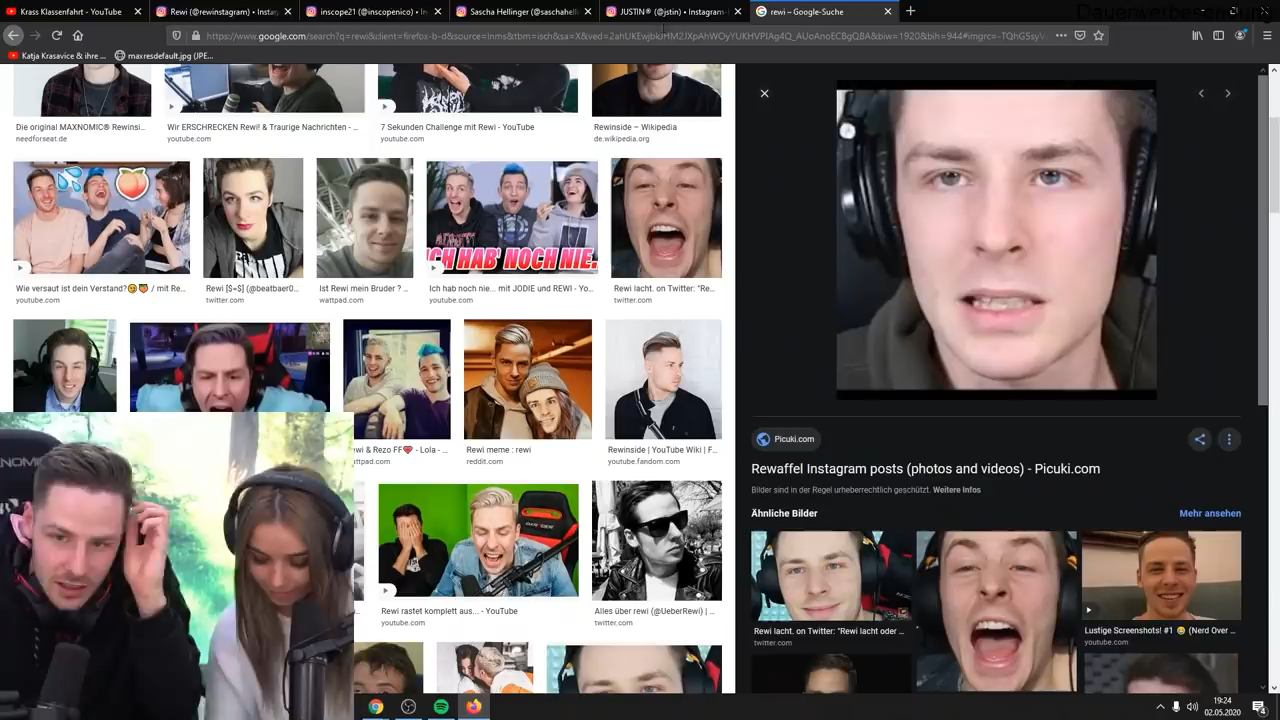 Dauerwerbesendung
Krass Klassenfahrt - YouTube
Rewi (@rewinstagram) • Instag
inscope21 (@inscopenico) • In
Sascha Hellinger (@saschahell
JUSTIN® (@jstin) • Instagram-F
rewi – Google-Suche
Katja Krasavice & ihre ...
maxresdefault.jpg (JPE...
Die original MAXNOMIC® Rewinsi...
needforseat.de
Wir ERSCHRECKEN Rewi! & Traurige Nachrichten - ...
youtube.com
7 Sekunden Challenge mit Rewi - YouTube
youtube.com
Rewinside – Wikipedia
de.wikipedia.org
ICH HAB' NOCH NIE..
Wie versaut ist dein Verstand?😏🍑 / mit Re...
youtube.com
Rewi [$=$] (@beatbaer0...
twitter.com
Ist Rewi mein Bruder ? ...
wattpad.com
Ich hab noch nie... mit JODIE und REWI - Yo...
youtube.com
Rewi lacht. on Twitter: "Re...
twitter.com
ewi & Rezo FF❤ - Lola - ...
attpad.com
Rewi meme : rewi
reddit.com
Rewinside | YouTube Wiki | F...
youtube.fandom.com
Rewi rastet komplett aus... - YouTube
youtube.com
Alles über rewi (@UeberRewi) | ...
twitter.com
Picuki.com
Rewaffel Instagram posts (photos and videos) - Picuki.com
Bilder sind in der Regel urheberrechtlich geschützt. Weitere Infos
Ähnliche Bilder
Mehr ansehen
Rewi lacht. on Twitter: "Rewi lacht oder ...
twitter.com
Lustige Screenshots! #1 😂 (Nerd Over ...
youtube.com
19:24
02.05.2020